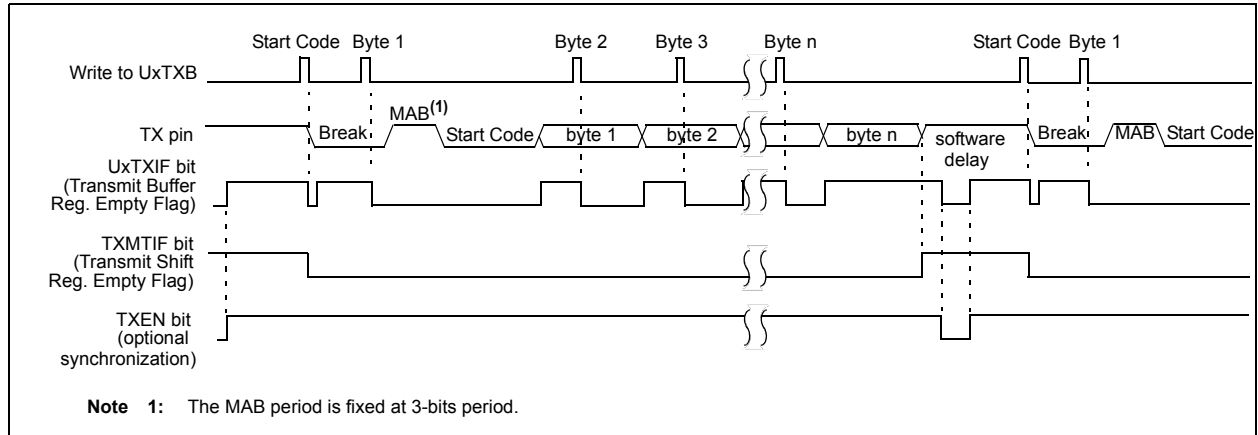 Start Code Byte 1 Byte 2 Byte 3 Byte n Start Code Byte 1
Write to UxTXB
MAB(1)
TX pin
Break Start Code byte 1 byte 2 byte n software delay Break MAB Start Code
UxTXIF bit
(Transmit Buffer
Reg. Empty Flag)
TXMTIF bit
(Transmit Shift
Reg. Empty Flag)
TXEN bit
(optional
synchronization)
Note 1: The MAB period is fixed at 3-bits period.